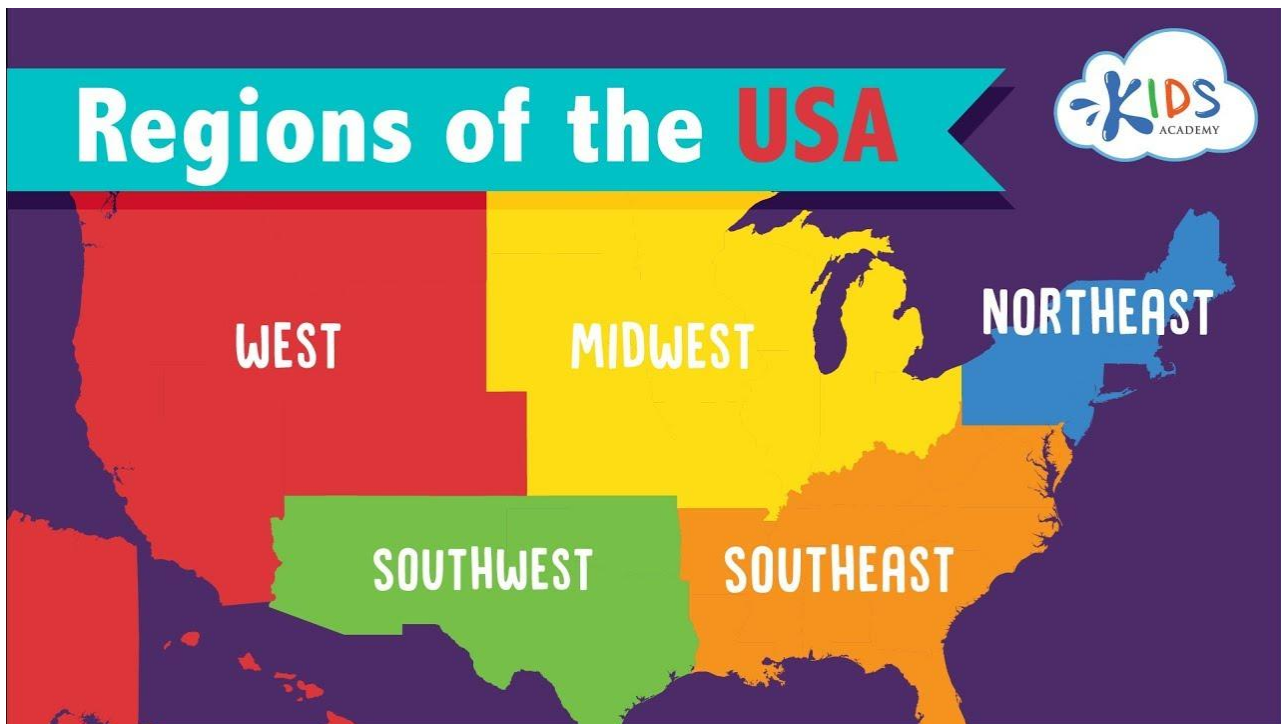 Regions of the USA
KIDS
ACADEMY
NORTHEAST
WEST
MIDWEST
SOUTHWEST
SOUTHEAST